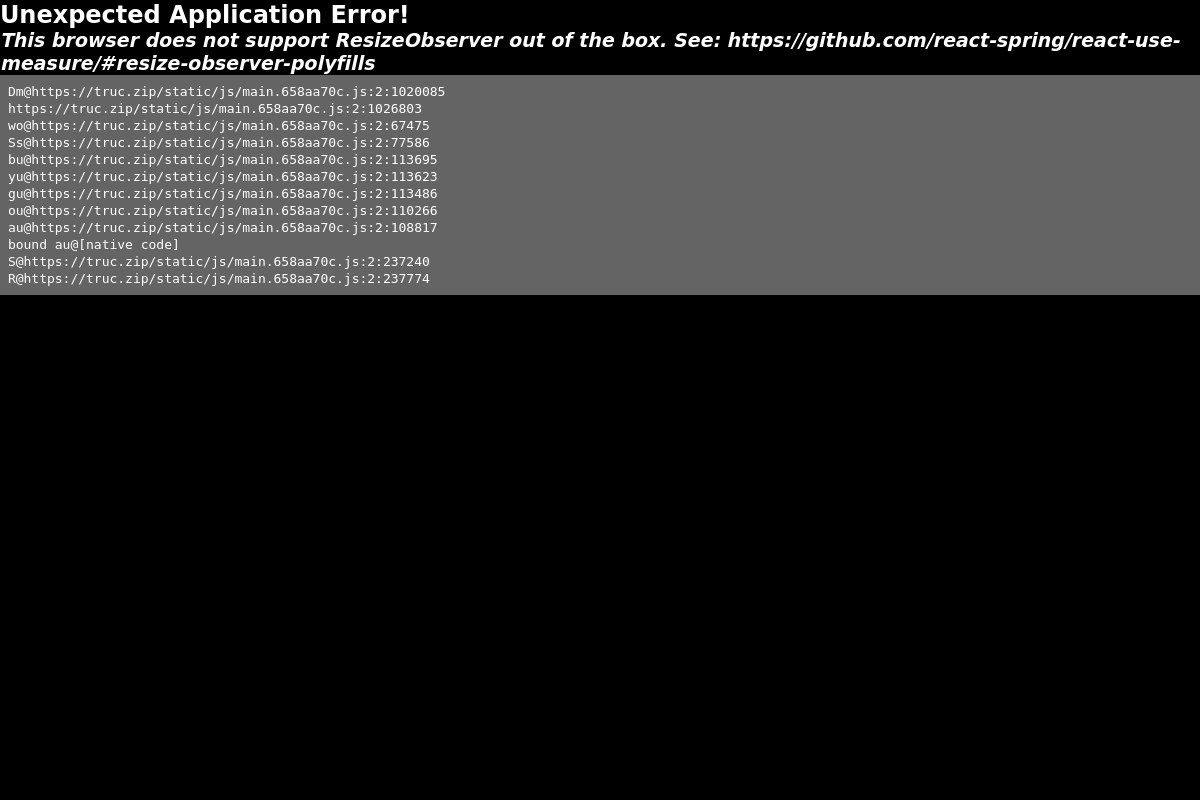 Unexpected Application Error!
This browser does not support ResizeObserver out of the box. See: https://github.com/react-spring/react-use-
measure/#resize-observer-polyfills
Dm@https://truc.zip/static/js/main.658aa70c.js:2:1020085
https://truc.zip/static/js/main.658aa70c.js:2:1026803
wo@https://truc.zip/static/js/main.658aa70c.js:2:67475
Ss@https://truc.zip/static/js/main.658aa70c.js:2:77586
bu@https://truc.zip/static/js/main.658aa70c.js:2:113695
yu@https://truc.zip/static/js/main.658aa70c.js:2:113623
gu@https://truc.zip/static/js/main.658aa70c.js:2:113486
ou@https://truc.zip/static/js/main.658aa70c.js:2:110266
au@https://truc.zip/static/js/main.658aa70c.js:2:108817
bound au@[native code]
S@https://truc.zip/static/js/main.658aa70c.js:2:237240
R@https://truc.zip/static/js/main.658aa70c.js:2:237774